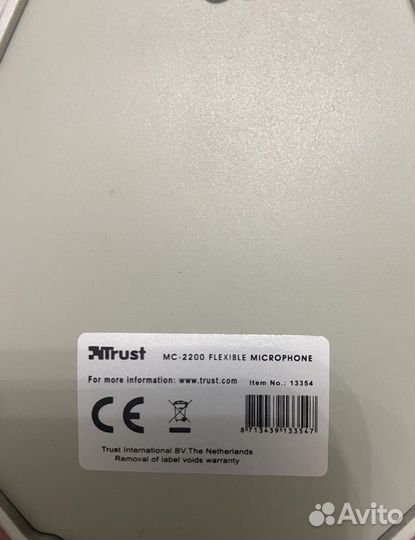 Trust MC-2200 FLEXIBLE MICROPHONE
For more information: www.trust.com Item No.: 13354
CE
8 713439 133547
Trust International BV.The Netherlands
Removal of label voids warranty
Avito